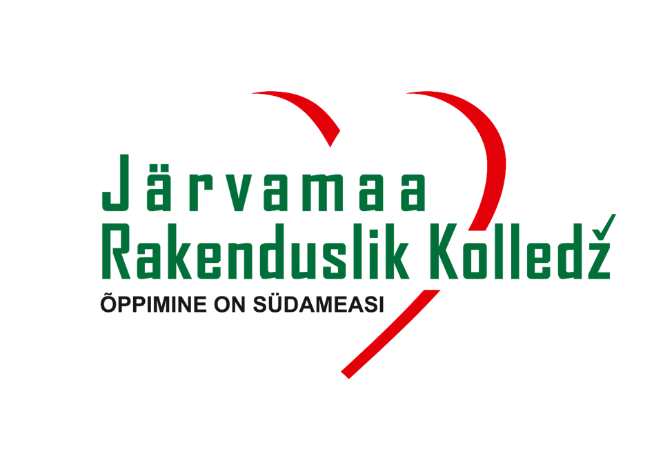 Järvamaa
Rakenduslik Kolledž
ÕPPIMINE ON SÜDAMEASI